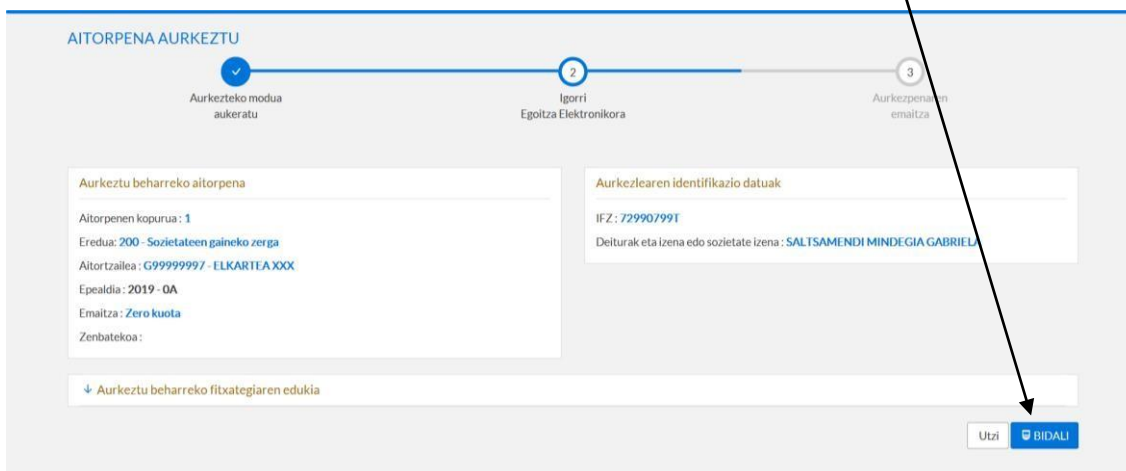 AITORPENA AURKEZTU
2
3
Aurkezteko modua
aukeratu
Igorri
Egoitza Elektronikora
Aurkezpenaren
emaitza
Aurkeztu beharreko aitorpena
Aitorpenen kopurua : 1
Eredua: 200 - Sozietateen gaineko zerga
Aitortzailea : G99999997 - ELKARTEA XXX
Epealdia : 2019 - 0A
Emaitza : Zero kuota
Zenbatekoa :
Aurkezlearen identifikazio datuak
IFZ : 72990799T
Deiturak eta izena edo sozietate izena : SALTSAMENDI MINDEGIA GABRIELA
Aurkeztu beharreko fitxategiaren edukia
Utzi
BIDALI